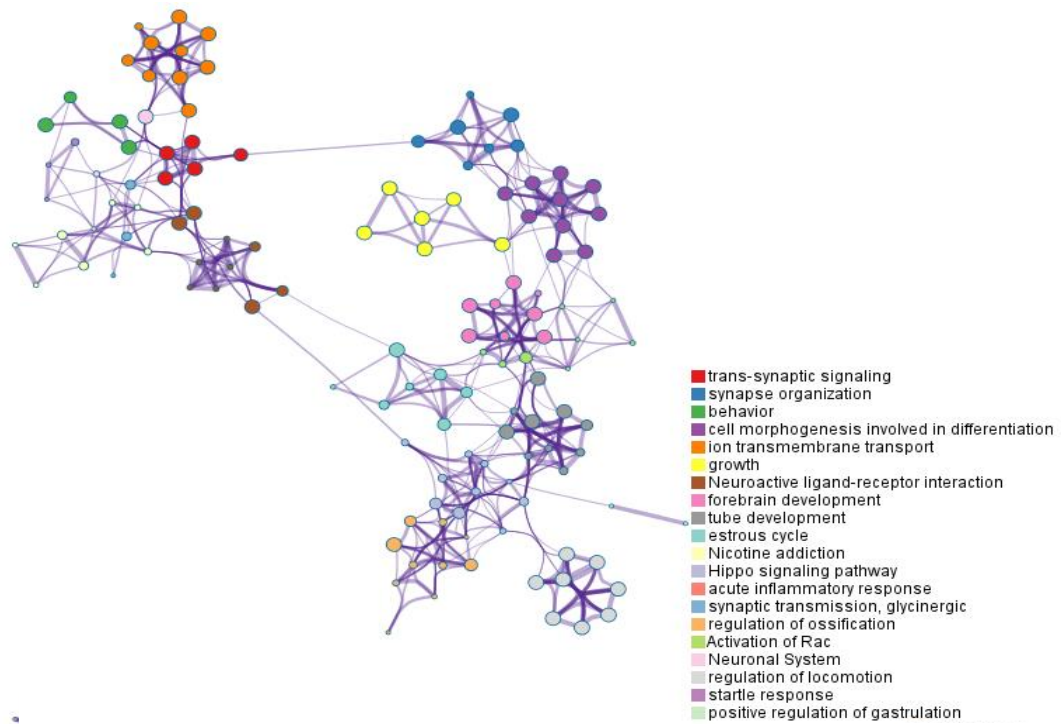 trans-synaptic signaling
synapse organization
behavior
cell morphogenesis involved in differentiation
ion transmembrane transport
growth
Neuroactive ligand-receptor interaction
forebrain development
tube development
estrous cycle
Nicotine addiction
Hippo signaling pathway
acute inflammatory response
synaptic transmission, glycinergic
regulation of ossification
Activation of Rac
Neuronal System
regulation of locomotion
startle response
positive regulation of gastrulation